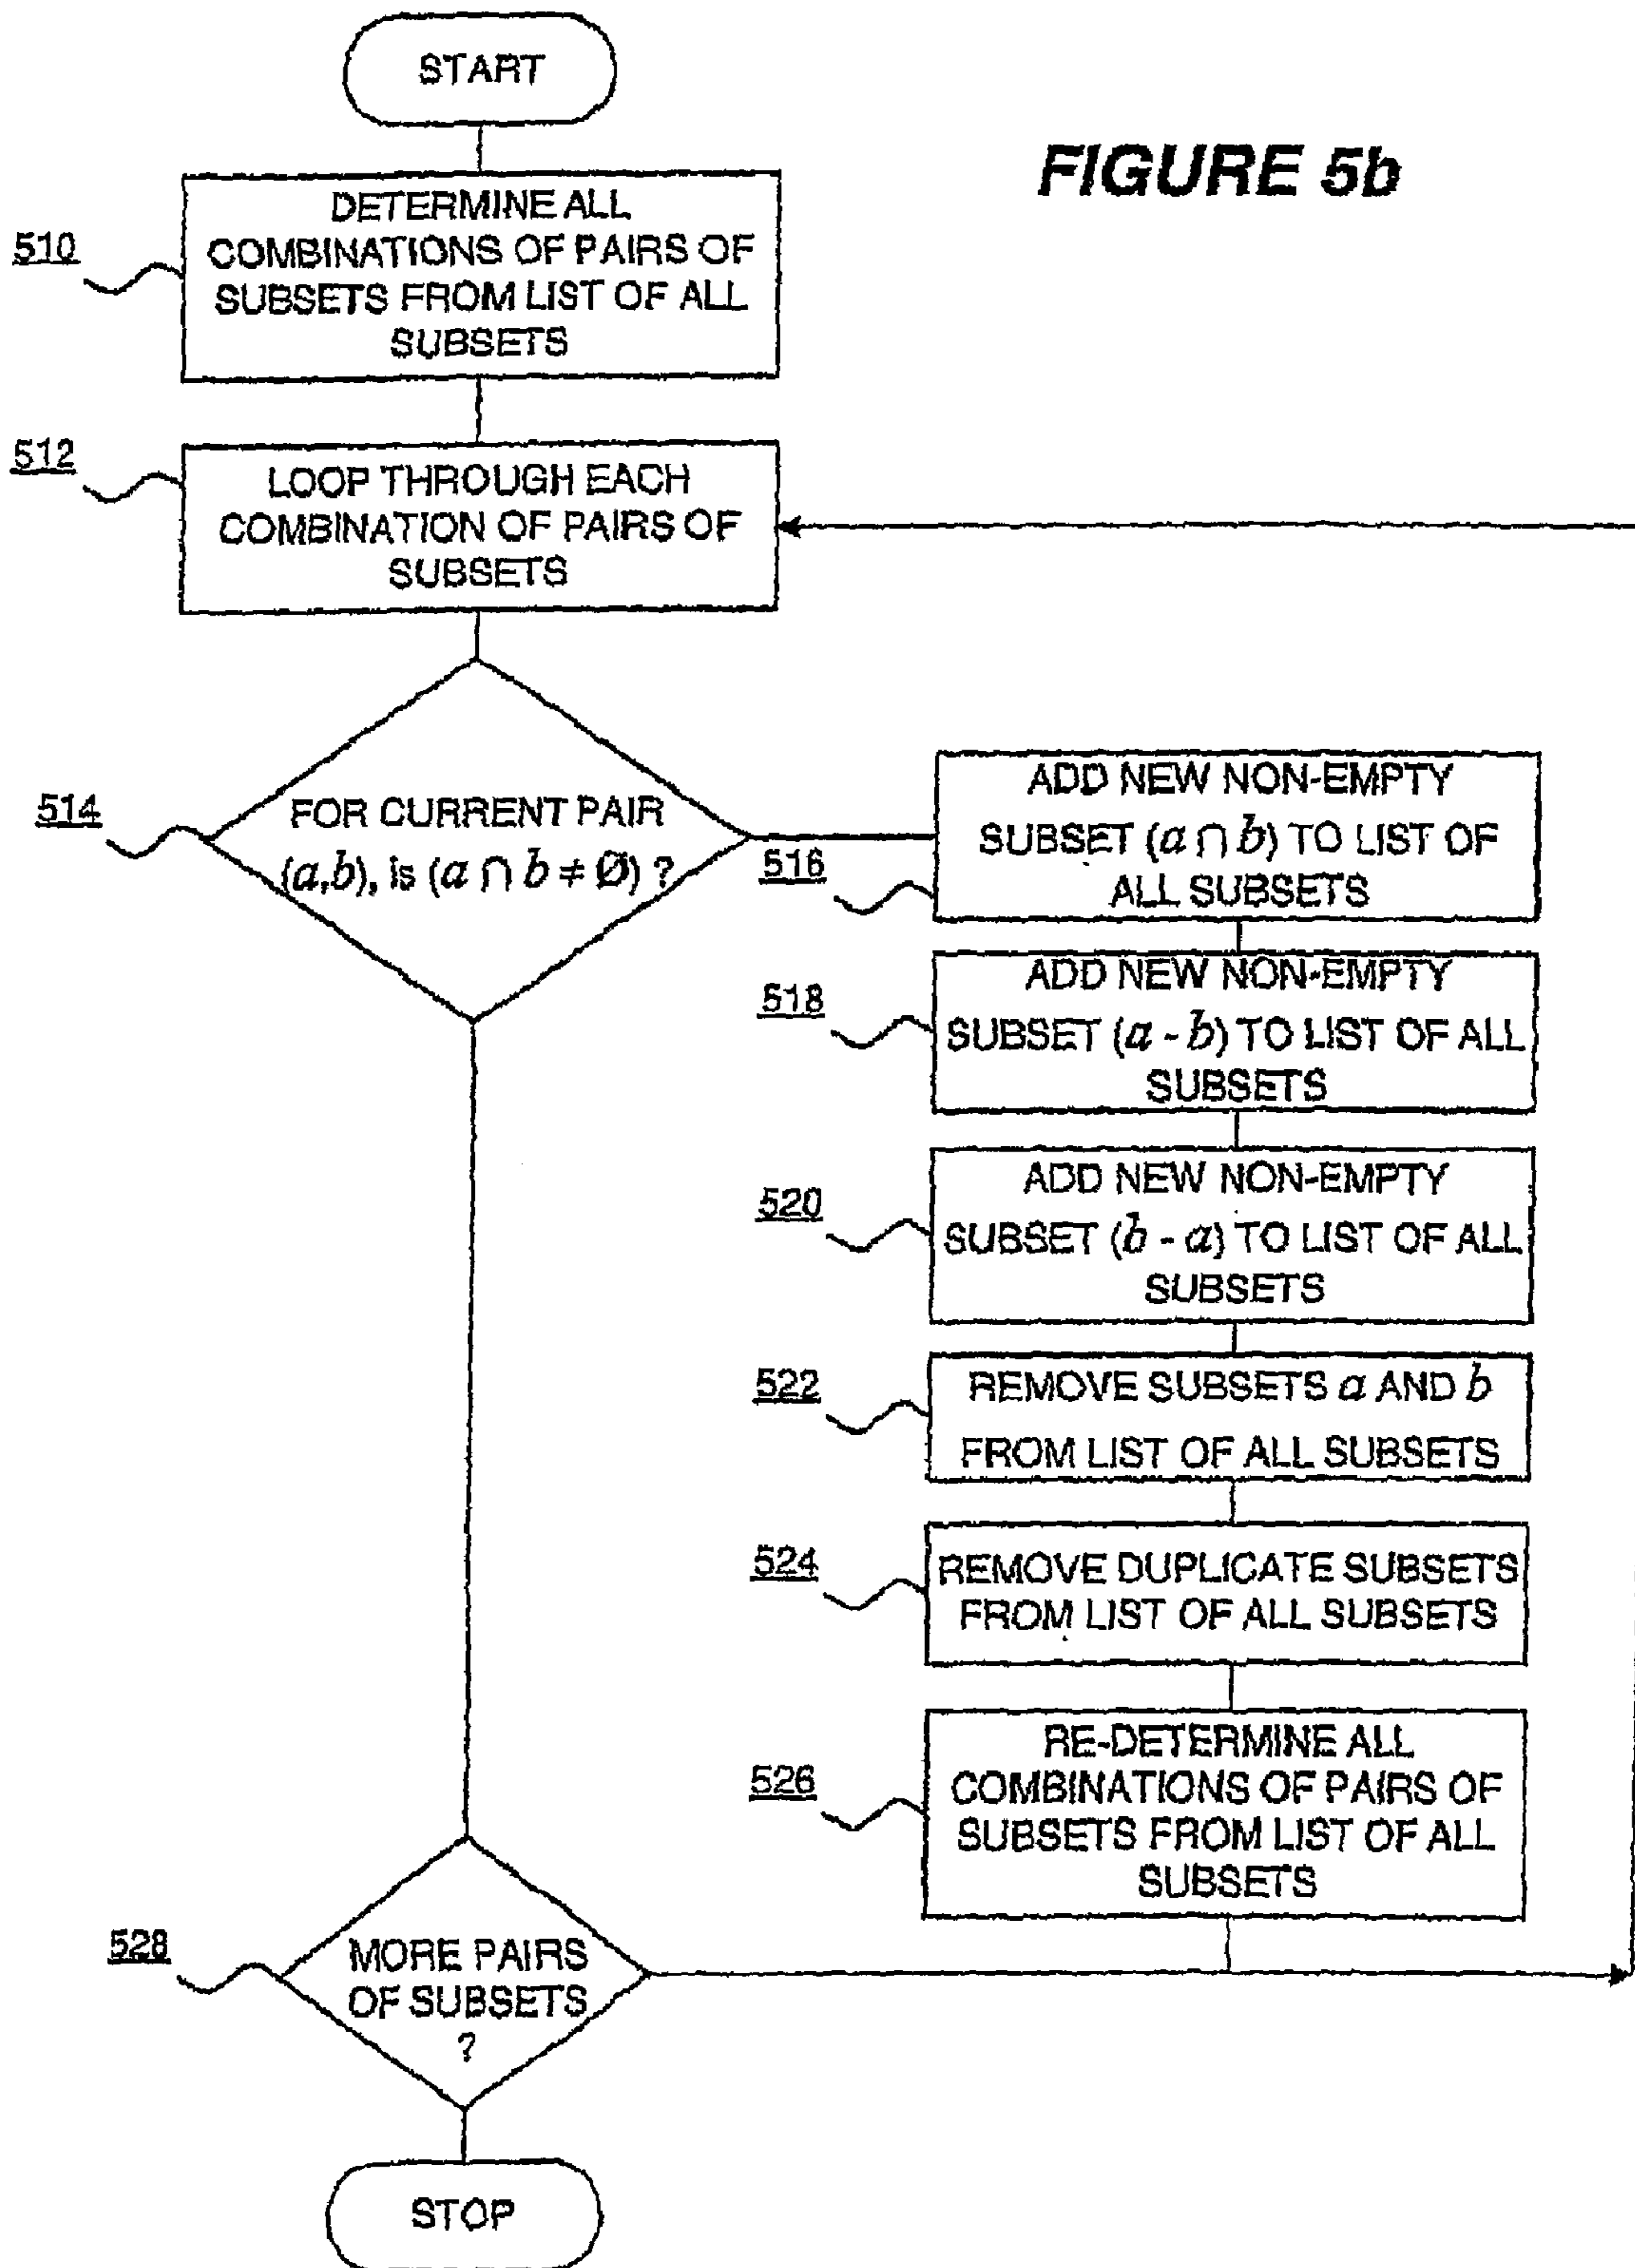 START
FIGURE 5b
510
DETERMINE ALL
COMBINATIONS OF PAIRS OF
SUBSETS FROM LIST OF ALL
SUBSETS
512
LOOP THROUGH EACH
COMBINATION OF PAIRS OF
SUBSETS
514
FOR CURRENT PAIR
(a,b), is (a ∩ b ≠ Ø) ?
516
ADD NEW NON-EMPTY
SUBSET (a ∩ b) TO LIST OF
ALL SUBSETS
518
ADD NEW NON-EMPTY
SUBSET (a - b) TO LIST OF ALL
SUBSETS
520
ADD NEW NON-EMPTY
SUBSET (b - a) TO LIST OF ALL
SUBSETS
522
REMOVE SUBSETS a AND b
FROM LIST OF ALL SUBSETS
524
REMOVE DUPLICATE SUBSETS
FROM LIST OF ALL SUBSETS
526
RE-DETERMINE ALL
COMBINATIONS OF PAIRS OF
SUBSETS FROM LIST OF ALL
SUBSETS
528
MORE PAIRS
OF SUBSETS
?
STOP